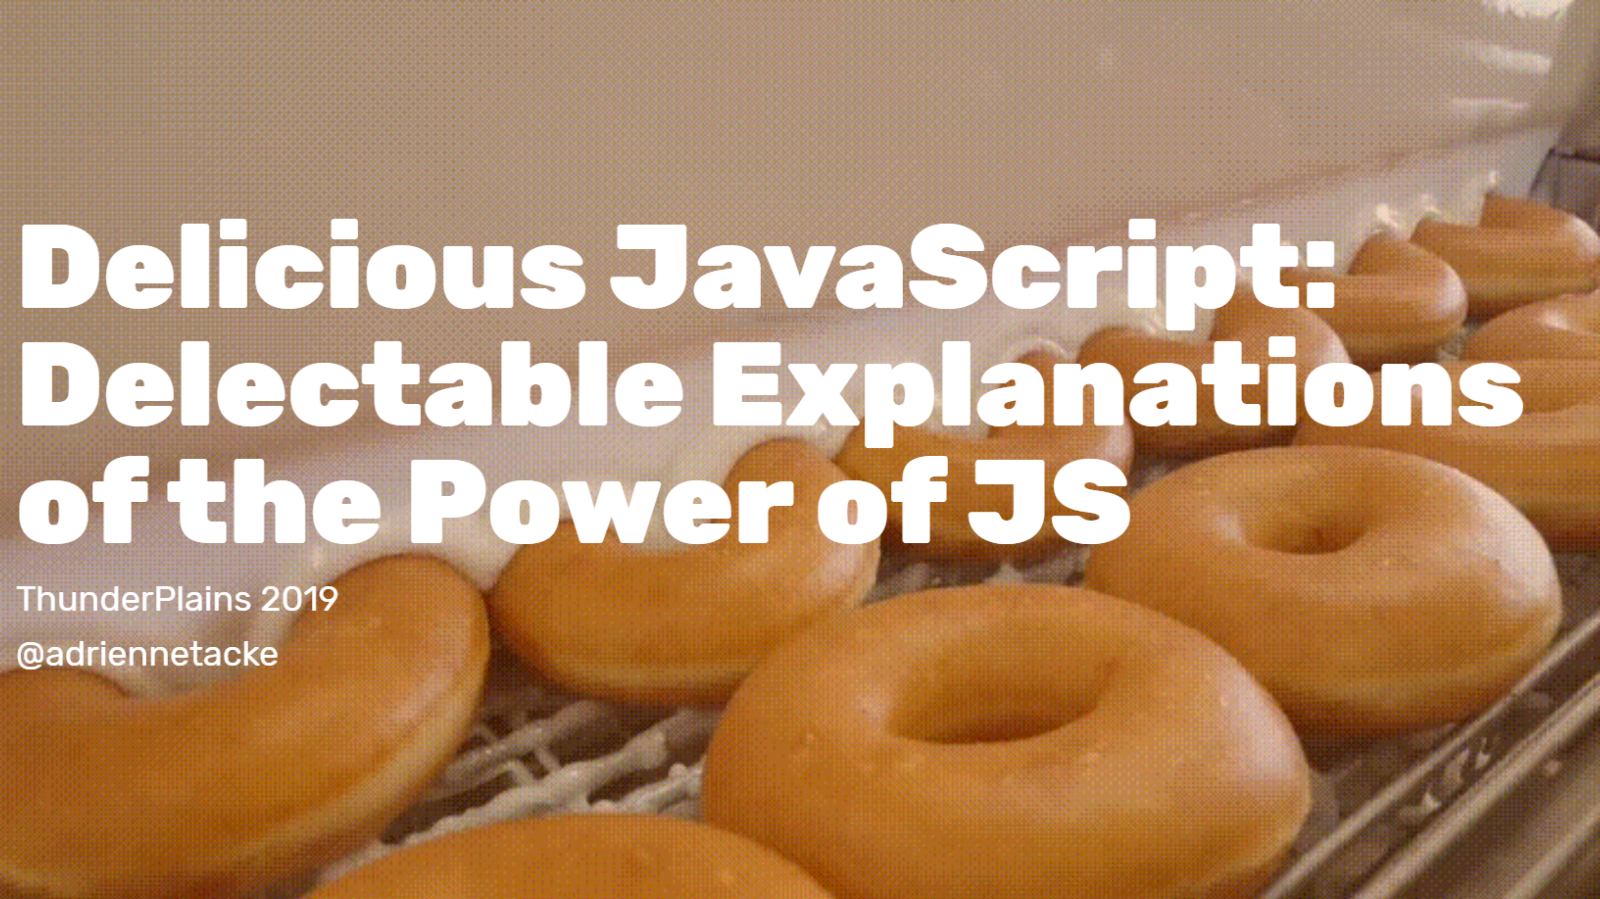 Delicious JavaScript:
Delectable Explanations
of the Power of JS
ThunderPlains 2019
@adriennetacke